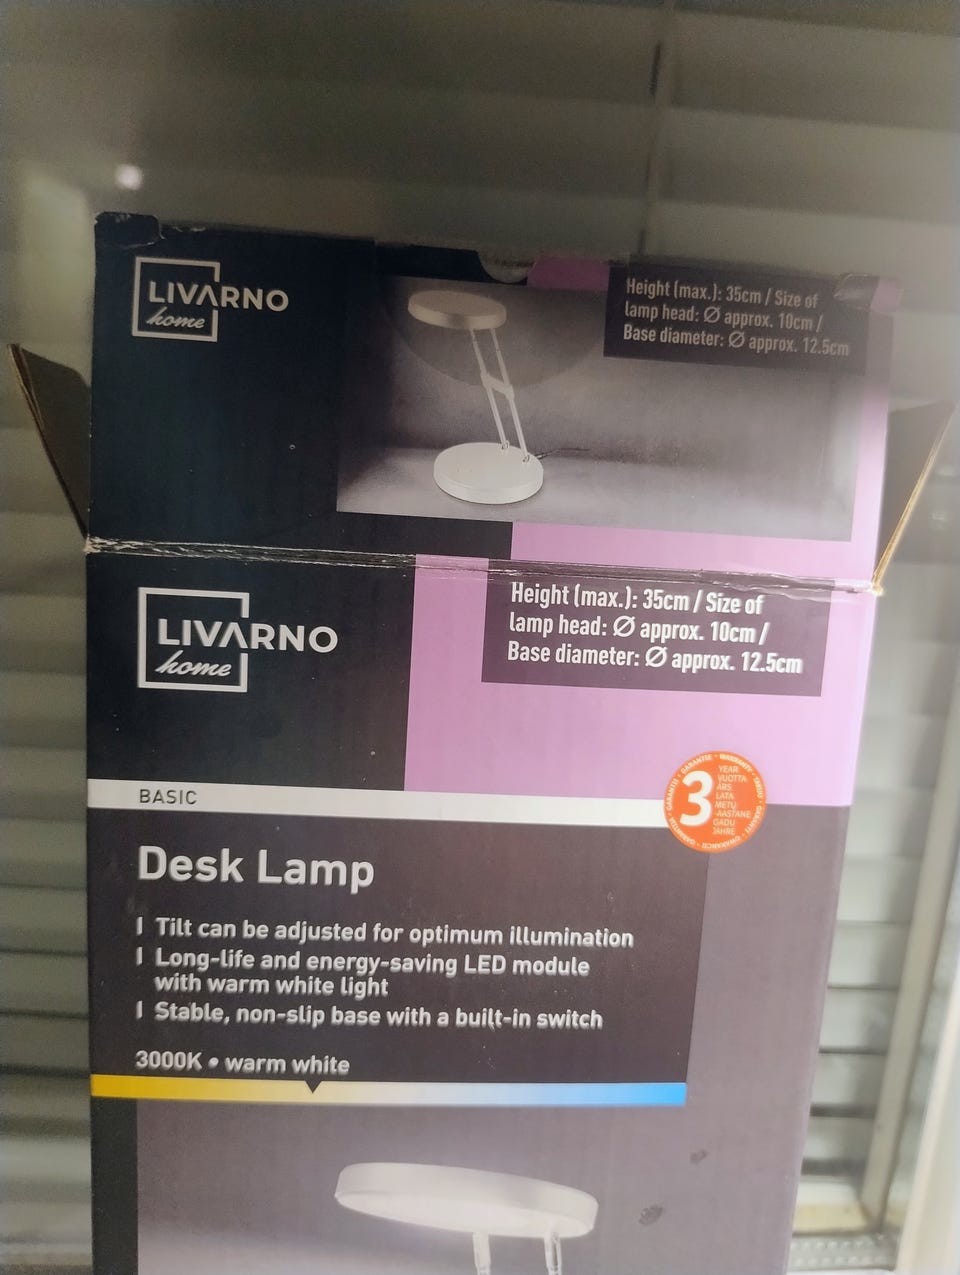 LIVARNO
home
Height (max.): 35cm / Size of
lamp head: Ø approx. 10cm /
Base diameter: Ø approx. 12.5cm
LIVARNO
home
Height (max.): 35cm / Size of
lamp head: Ø approx. 10cm /
Base diameter: Ø approx. 12.5cm
BASIC
3
YEAR
VUOTTA
ÅRS
LATA
METŲ
-AASTANE
GADU
JAHRE
GARANTIE • WARRANTY
Desk Lamp
I Tilt can be adjusted for optimum illumination
I Long-life and energy-saving LED module
with warm white light
I Stable, non-slip base with a built-in switch
3000K • warm white